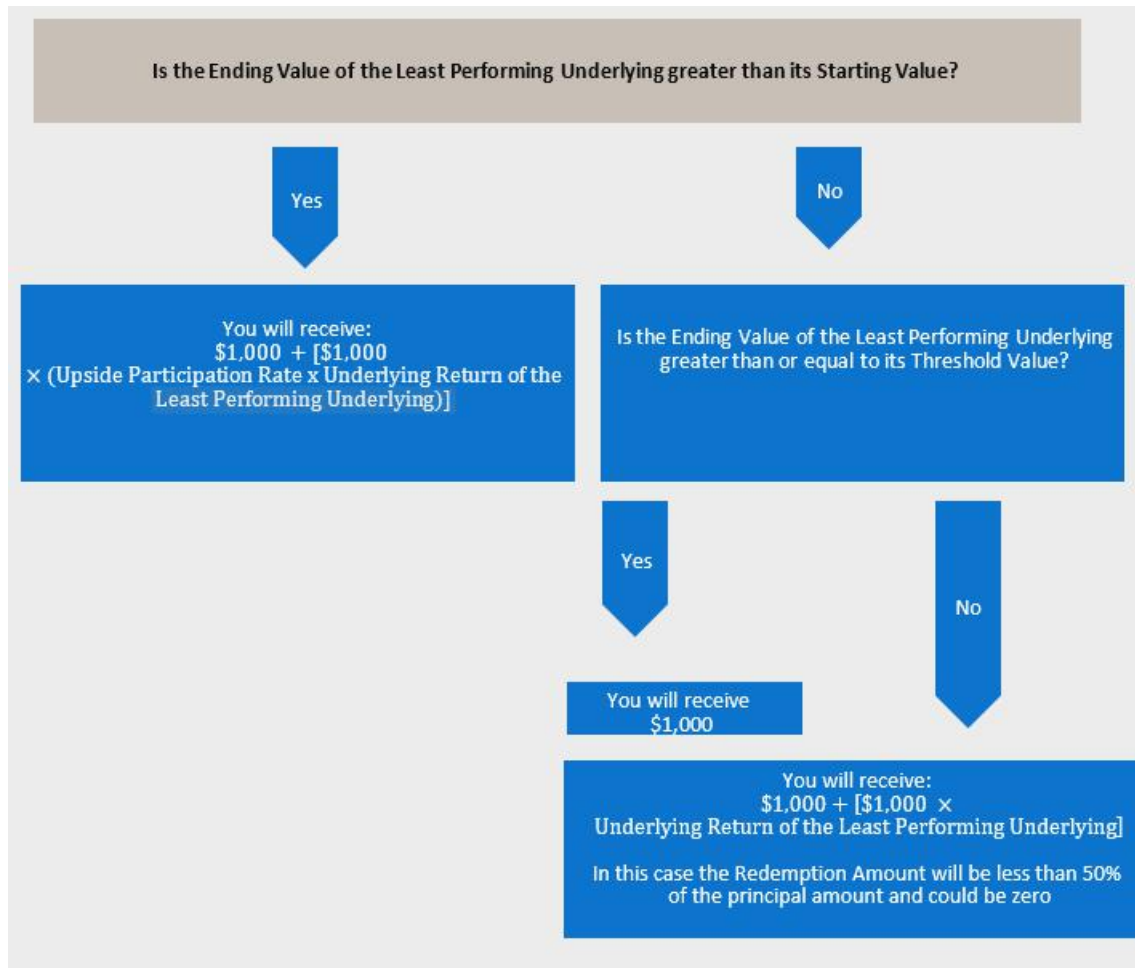 Is the Ending Value of the Least Performing Underlying greater than its Starting Value?
Yes
No
You will receive:
$1,000 + [$1,000
× (Upside Participation Rate x Underlying Return of the
Least Performing Underlying)]
Is the Ending Value of the Least Performing Underlying
greater than or equal to its Threshold Value?
Yes
No
You will receive
$1,000
You will receive:
$1,000 + [$1,000 ×
Underlying Return of the Least Performing Underlying]
In this case the Redemption Amount will be less than 50%
of the principal amount and could be zero